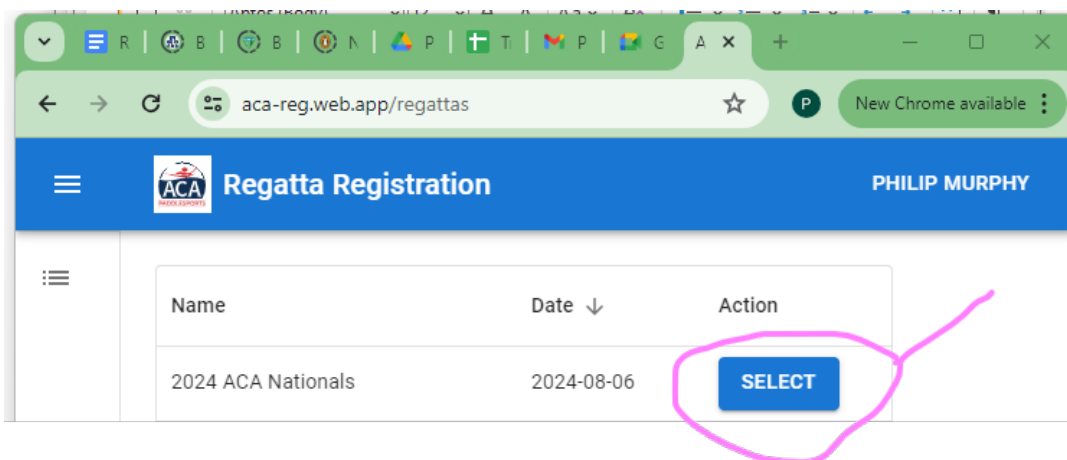 R B B N P T P G A
aca-reg.web.app/regattas P New Chrome available
ACA Regatta Registration PHILIP MURPHY
PADDLESPORTS
Name Date ↓ Action
2024 ACA Nationals 2024-08-06 SELECT